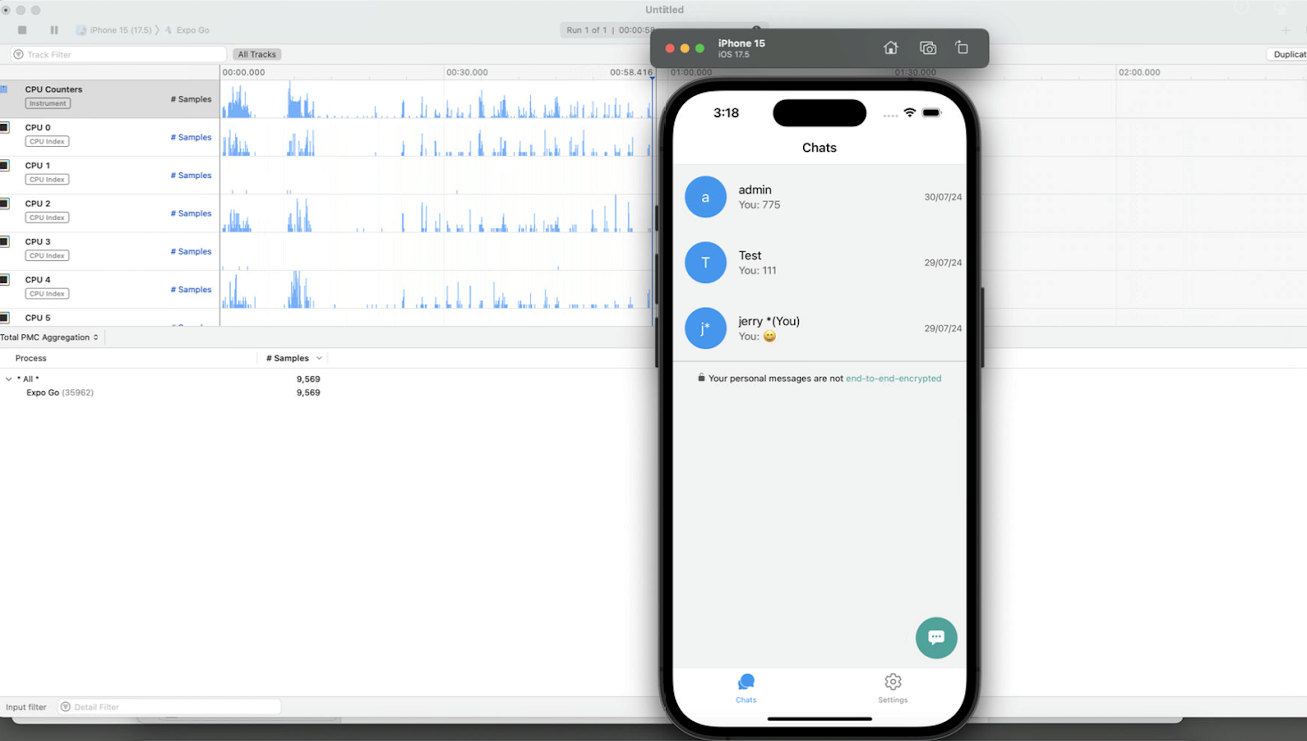 Untitled
iPhone 15 (17.5) 〉 Expo Go
Run 1 of 1 | 00:00:58
Track Filter
All Tracks
Duplicat
00:00.000 00:30.000 00:58.416 01:00.000 01:30.000 02:00.000
CPU Counters
Instrument
# Samples
CPU 0
CPU Index
# Samples
CPU 1
CPU Index
# Samples
CPU 2
CPU Index
# Samples
CPU 3
CPU Index
# Samples
CPU 4
CPU Index
# Samples
CPU 5
Total PMC Aggregation
Process # Samples
* All * 9,569
Expo Go (35962) 9,569
Input filter Detail Filter
iPhone 15
iOS 17.5
3:18
Chats
a
admin
30/07/24
You: 775
T
Test
29/07/24
You: 111
j*
jerry *(You)
29/07/24
You: 😄
Your personal messages are not end-to-end-encrypted
Chats Settings